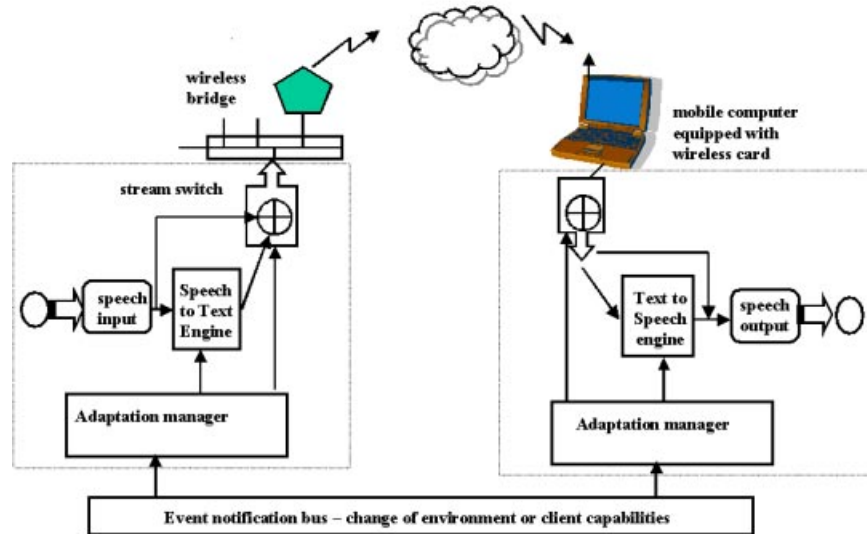 wireless
bridge
mobile computer
equipped with
wireless card
stream switch
speech
input
Speech
to Text
Engine
Text to
Speech
engine
speech
output
Adaptation manager
Adaptation manager
Event notification bus – change of environment or client capabilities